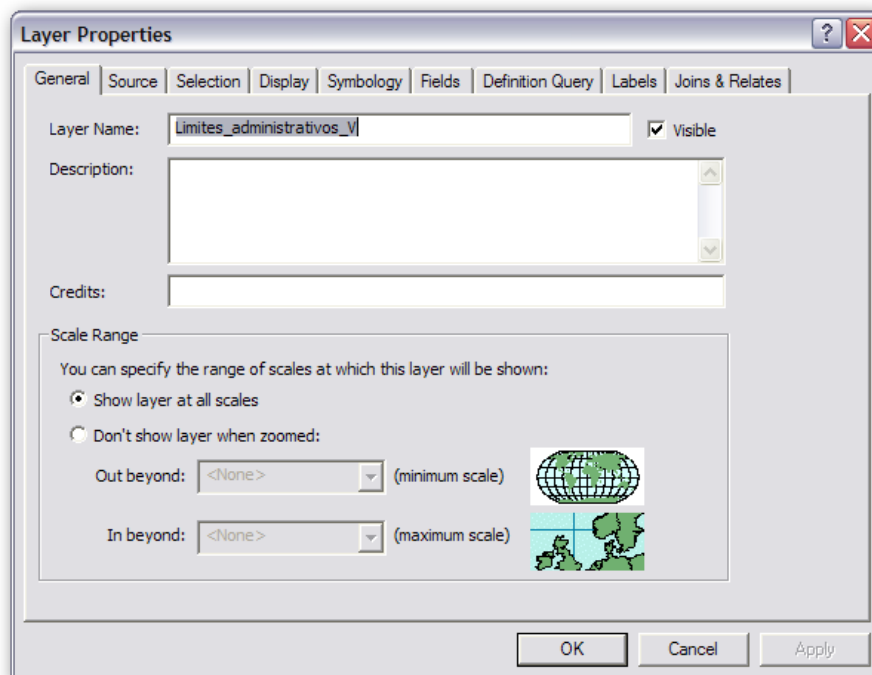 Layer Properties
?
General Source Selection Display Symbology Fields Definition Query Labels Joins & Relates
Layer Name: Limites_administrativos_V Visible
Description:
Credits:
Scale Range
You can specify the range of scales at which this layer will be shown:
Show layer at all scales
Don't show layer when zoomed:
Out beyond: <None> (minimum scale)
In beyond: <None> (maximum scale)
OK Cancel Apply